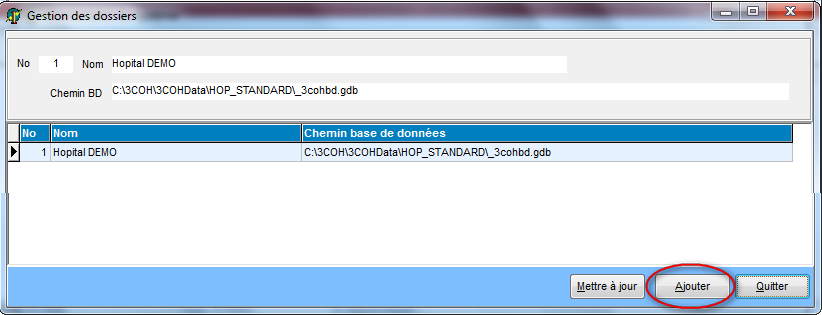 Gestion des dossiers
No 1 Nom Hopital DEMO
Chemin BD C:\3COH\3COHData\HOP_STANDARD\_3cohbd.gdb
No Nom Chemin base de données
1 Hopital DEMO C:\3COH\3COHData\HOP_STANDARD\_3cohbd.gdb
Mettre à jour Ajouter Quitter